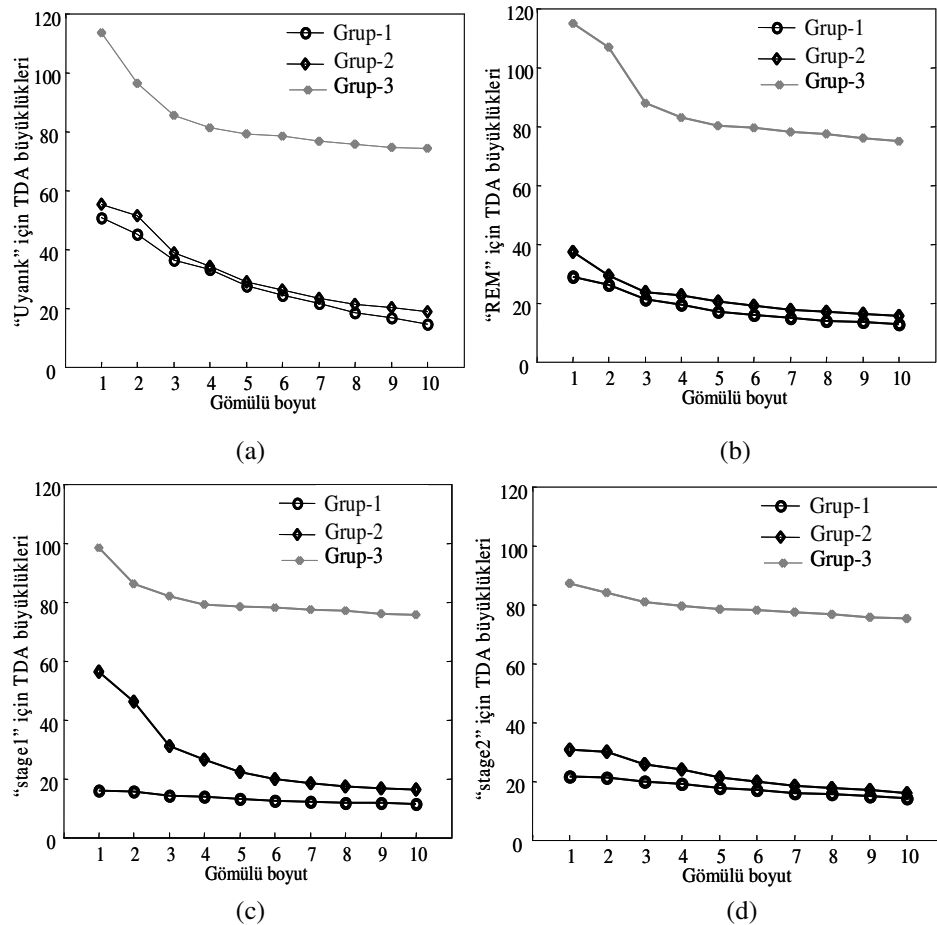 “Uyanık” için TDA büyüklükleri
120
100
80
60
40
20
0
Grup-1
Grup-2
Grup-3
1 2 3 4 5 6 7 8 9 10
Gömülü boyut
(a)
“REM” için TDA büyüklükleri
120
100
80
60
40
20
0
Grup-1
Grup-2
Grup-3
1 2 3 4 5 6 7 8 9 10
Gömülü boyut
(b)
“stage1” için TDA büyüklükleri
120
100
80
60
40
20
0
Grup-1
Grup-2
Grup-3
1 2 3 4 5 6 7 8 9 10
Gömülü boyut
(c)
“stage2” için TDA büyüklükleri
120
100
80
60
40
20
0
Grup-1
Grup-2
Grup-3
1 2 3 4 5 6 7 8 9 10
Gömülü boyut
(d)